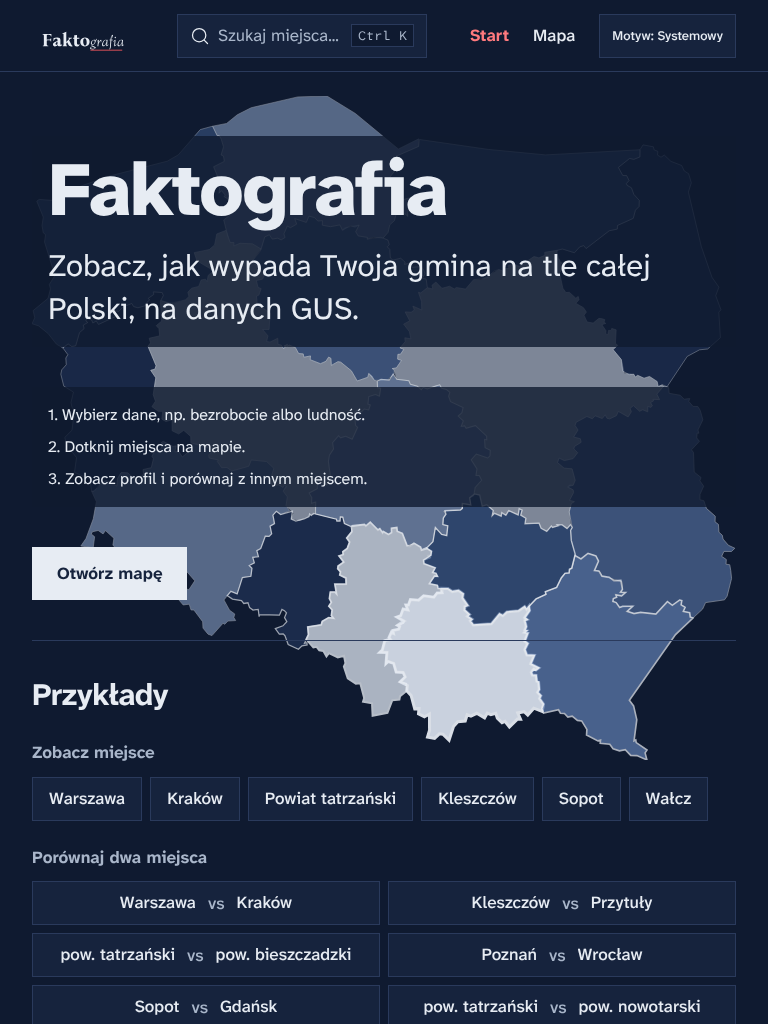 Faktografia
Szukaj miejsca... Ctrl K
Start
Mapa
Motyw: Systemowy
Faktografia
Zobacz, jak wypada Twoja gmina na tle całej
Polski, na danych GUS.
1. Wybierz dane, np. bezrobocie albo ludność.
2. Dotknij miejsca na mapie.
3. Zobacz profil i porównaj z innym miejscem.
Otwórz mapę
Przykłady
Zobacz miejsce
Warszawa
Kraków
Powiat tatrzański
Kleszczów
Sopot
Wałcz
Porównaj dwa miejsca
Warszawa vs Kraków
Kleszczów vs Przytuły
pow. tatrzański vs pow. bieszczadzki
Poznań vs Wrocław
Sopot vs Gdańsk
pow. tatrzański vs pow. nowotarski